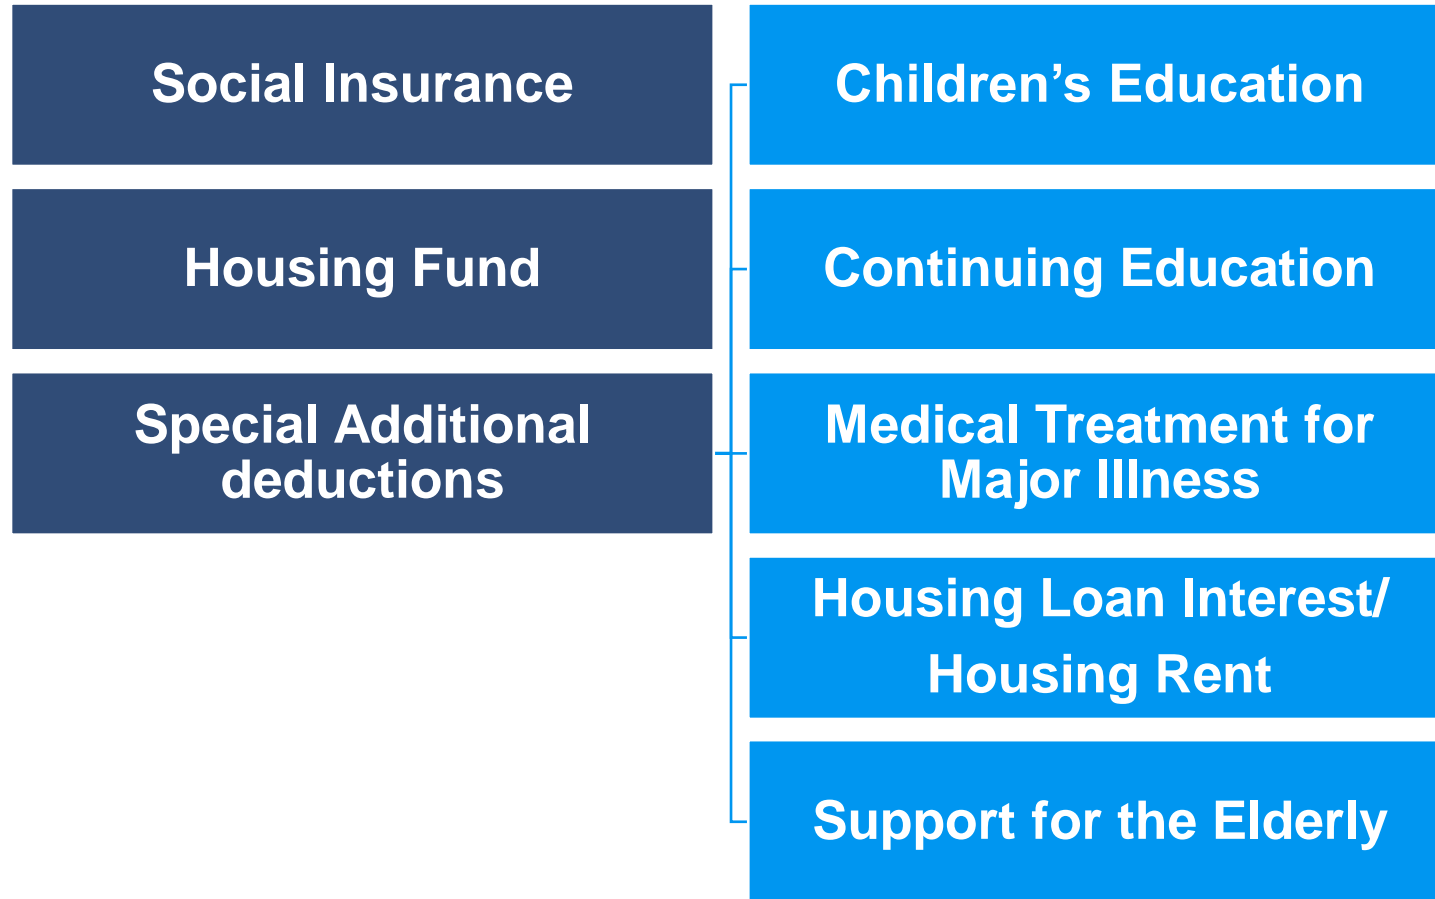 Social Insurance
Housing Fund
Special Additional
deductions
Children’s Education
Continuing Education
Medical Treatment for
Major Illness
Housing Loan Interest/
Housing Rent
Support for the Elderly